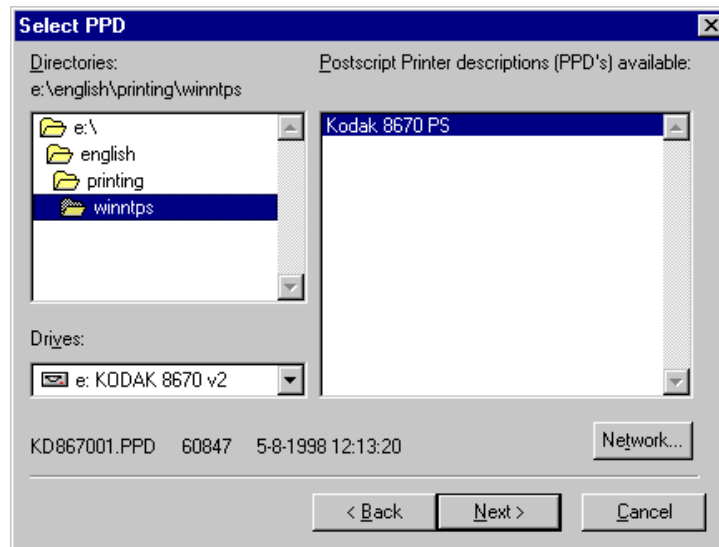 Select PPD
Directories:
e:\english\printing\winntps
e:\
english
printing
winntps
Drives:
e: KODAK 8670 v2
Postscript Printer descriptions (PPD's) available:
Kodak 8670 PS
KD867001.PPD 60847 5-8-1998 12:13:20
Network...
< Back
Next >
Cancel